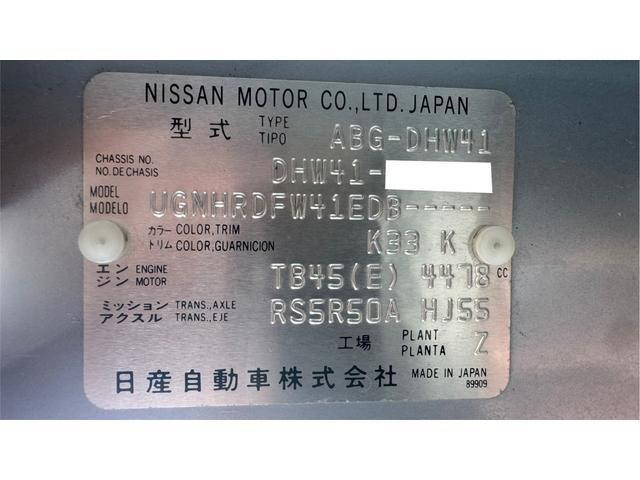 NISSAN MOTOR CO.,LTD. JAPAN
型式 TYPE TIPO ABG-DHW41
CHASSIS NO. NO. DE CHASIS DHW41-
MODEL MODELO UGNHRDFW41EDB-----
カラー COLOR,TRIM
トリム COLOR,GUARNICION K33 K
エンジン ENGINE MOTOR TB45(E) 4478 CC
ミッション TRANS.,AXLE
アクスル TRANS.,EJE RS5R50A HJ55
工場 PLANT PLANTA Z
日産自動車株式会社 MADE IN JAPAN
89909